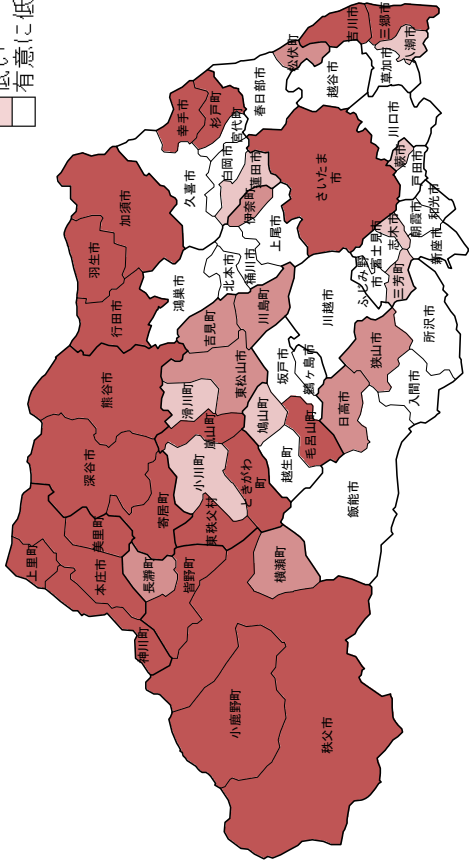 低い
有意に低
上里町
本庄市
美里町
神川町
深谷市
熊谷市
寄居町
長瀞町
皆野町
小鹿野町
秩父市
横瀬町
東秩父村
小川町
ときがわ
町
嵐山町
滑川町
東松山市
吉見町
川島町
鳩山町
越生町
毛呂山町
坂戸市
鶴ヶ島市
日高市
飯能市
狭山市
入間市
所沢市
川越市
ふじみ野
市
富士見市
三芳町
志木市
新座市
朝霞市
和光市
戸田市
蕨市
川口市
さいたま
市
上尾市
桶川市
北本市
鴻巣市
伊奈町
蓮田市
白岡市
久喜市
宮代町
杉戸町
幸手市
加須市
羽生市
行田市
春日部市
松伏町
越谷市
草加市
八潮市
三郷市
吉川市